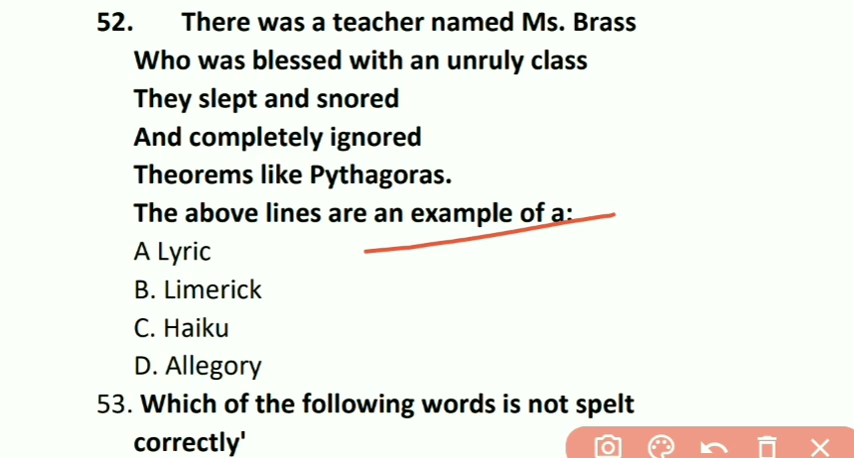 52. There was a teacher named Ms. Brass
Who was blessed with an unruly class
They slept and snored
And completely ignored
Theorems like Pythagoras.
The above lines are an example of a:
A Lyric
B. Limerick
C. Haiku
D. Allegory
53. Which of the following words is not spelt
correctly'